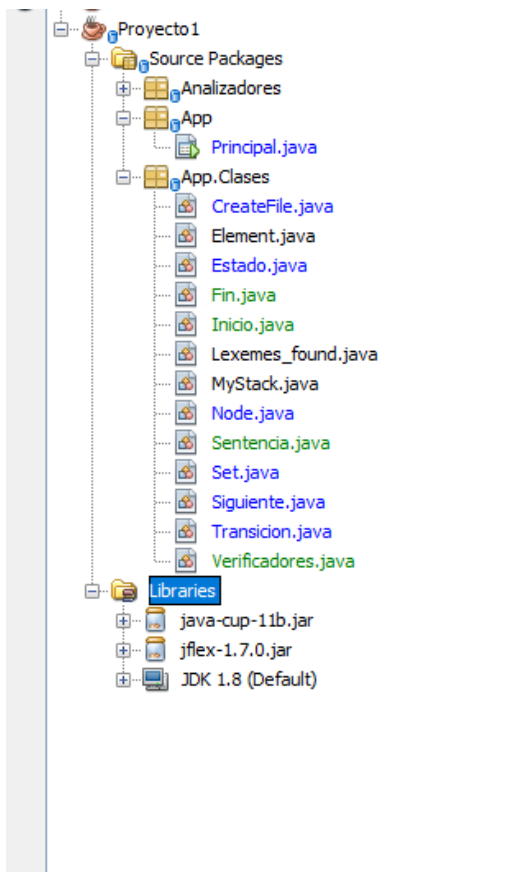 Proyecto1
Source Packages
Analizadores
App
Principal.java
App.Clases
CreateFile.java
Element.java
Estado.java
Fin.java
Inicio.java
Lexemes_found.java
MyStack.java
Node.java
Sentencia.java
Set.java
Siguiente.java
Transicion.java
Verificadores.java
Libraries
java-cup-11b.jar
jflex-1.7.0.jar
JDK 1.8 (Default)